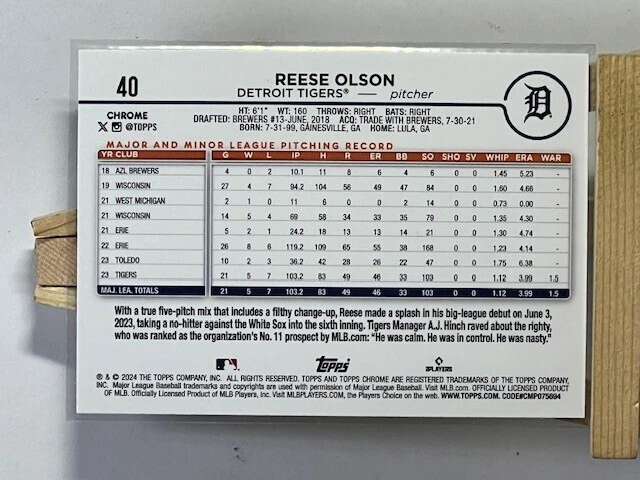 40
REESE OLSON
DETROIT TIGERS® — pitcher
CHROME
X @TOPPS
HT: 6'1" WT: 160 THROWS: RIGHT BATS: RIGHT
DRAFTED: BREWERS #13-JUNE, 2018 ACQ: TRADE WITH BREWERS, 7-30-21
BORN: 7-31-99, GAINESVILLE, GA HOME: LULA, GA
D
MAJOR AND MINOR LEAGUE PITCHING RECORD
YR CLUB G W L IP H R ER BB SO SHO SV WHIP ERA WAR
18 AZL BREWERS 4 0 2 10.1 11 8 6 4 6 0 0 1.45 5.23 -
19 WISCONSIN 27 4 7 94.2 104 56 49 47 84 0 0 1.60 4.66 -
21 WEST MICHIGAN 2 1 0 11 6 0 0 2 14 0 0 0.73 0.00 -
21 WISCONSIN 14 5 4 69 58 34 33 35 79 0 0 1.35 4.30 -
21 ERIE 5 2 1 24.2 18 13 13 14 21 0 0 1.30 4.74 -
22 ERIE 26 8 6 119.2 109 65 55 38 168 0 0 1.23 4.14 -
23 TOLEDO 10 2 3 36.2 42 28 26 22 47 0 0 1.75 6.38 -
23 TIGERS 21 5 7 103.2 83 49 46 33 103 0 0 1.12 3.99 1.5
MAJ. LEA. TOTALS 21 5 7 103.2 83 49 46 33 103 0 0 1.12 3.99 1.5
With a true five-pitch mix that includes a filthy change-up, Reese made a splash in his big-league debut on June 3,
2023, taking a no-hitter against the White Sox into the sixth inning. Tigers Manager A.J. Hinch raved about the righty,
who was ranked as the organization's No. 11 prospect by MLB.com: "He was calm. He was in control. He was nasty."
Topps
PLAYERS
® & © 2024 THE TOPPS COMPANY, INC. ALL RIGHTS RESERVED. TOPPS AND TOPPS CHROME ARE REGISTERED TRADEMARKS OF THE TOPPS COMPANY,
INC. Major League Baseball trademarks and copyrights are used with permission of Major League Baseball. Visit MLB.com. OFFICIALLY LICENSED PRODUCT
OF MLB. Officially Licensed Product of MLB Players, Inc. Visit MLBPLAYERS.com, the Players Choice on the web. WWW.TOPPS.COM. CODE#CMP075694